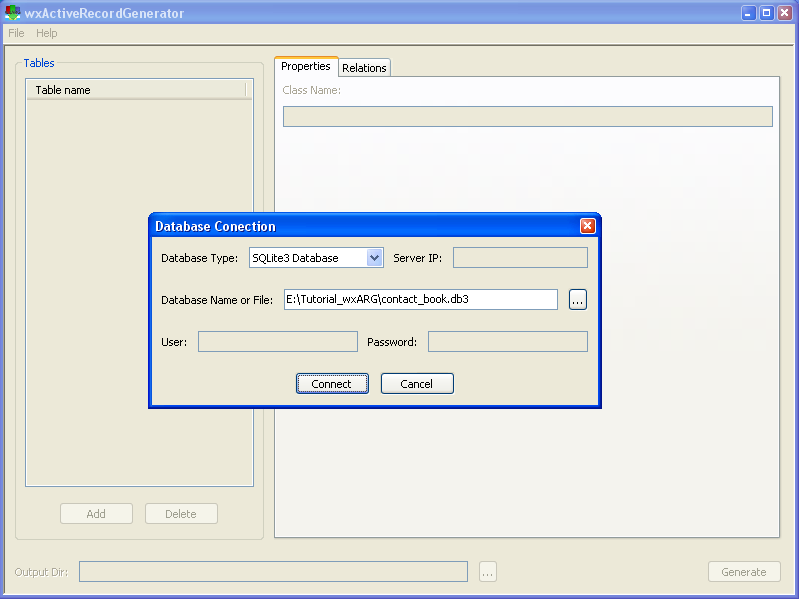 wxActiveRecordGenerator
File Help
Tables
Table name
Properties Relations
Class Name:
Database Conection
Database Type: SQLite3 Database Server IP:
Database Name or File: E:\Tutorial_wxARG\contact_book.db3 ...
User: Password:
Connect Cancel
Add Delete
Output Dir: ... Generate